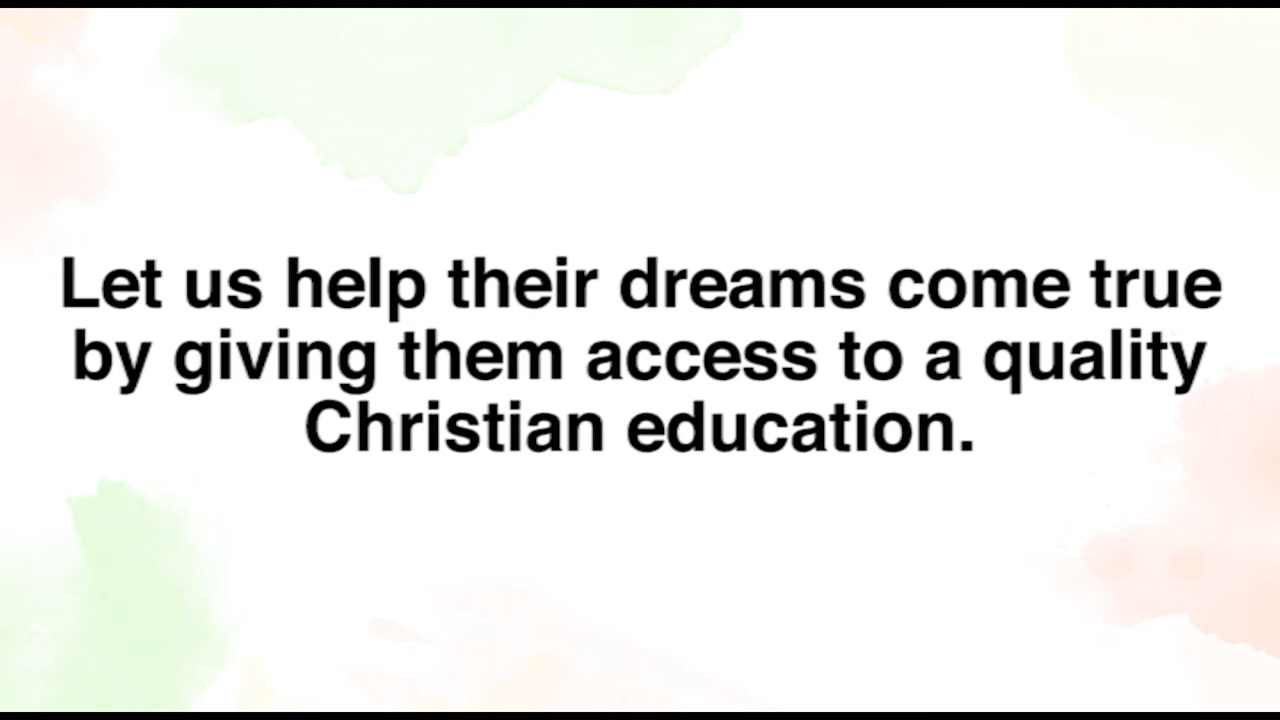 Let us help their dreams come true
by giving them access to a quality
Christian education.